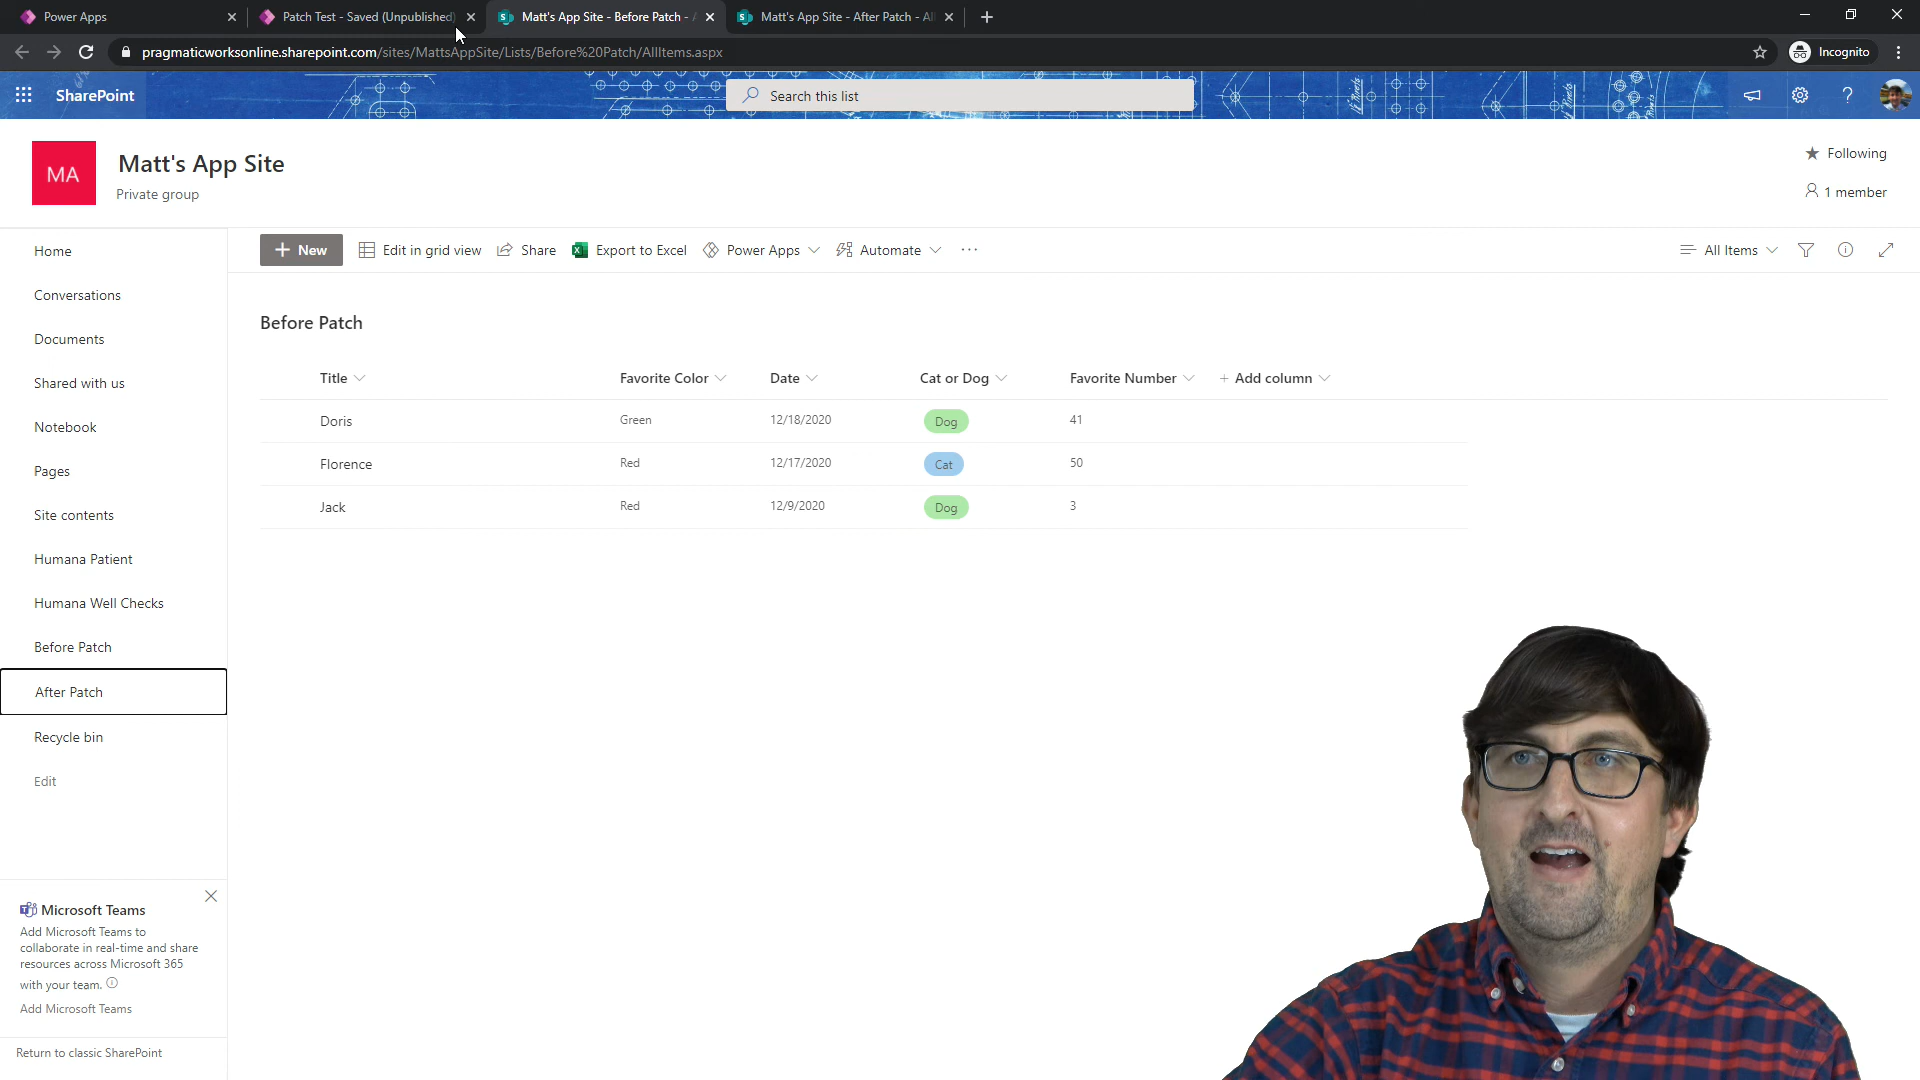 Power Apps
Patch Test - Saved (Unpublished)
Matt's App Site - Before Patch -
Matt's App Site - After Patch - Al
pragmaticworksonline.sharepoint.com/sites/MattsAppSite/Lists/Before%20Patch/AllItems.aspx
Incognito
SharePoint
Search this list
MA
Matt's App Site
Private group
Following
1 member
Home
Conversations
Documents
Shared with us
Notebook
Pages
Site contents
Humana Patient
Humana Well Checks
Before Patch
After Patch
Recycle bin
Edit
+ New
Edit in grid view
Share
Export to Excel
Power Apps
Automate
...
All Items
Before Patch
Title Favorite Color Date Cat or Dog Favorite Number + Add column
Doris Green 12/18/2020 Dog 41
Florence Red 12/17/2020 Cat 50
Jack Red 12/9/2020 Dog 3
Microsoft Teams
Add Microsoft Teams to
collaborate in real-time and share
resources across Microsoft 365
with your team.
Add Microsoft Teams
Return to classic SharePoint